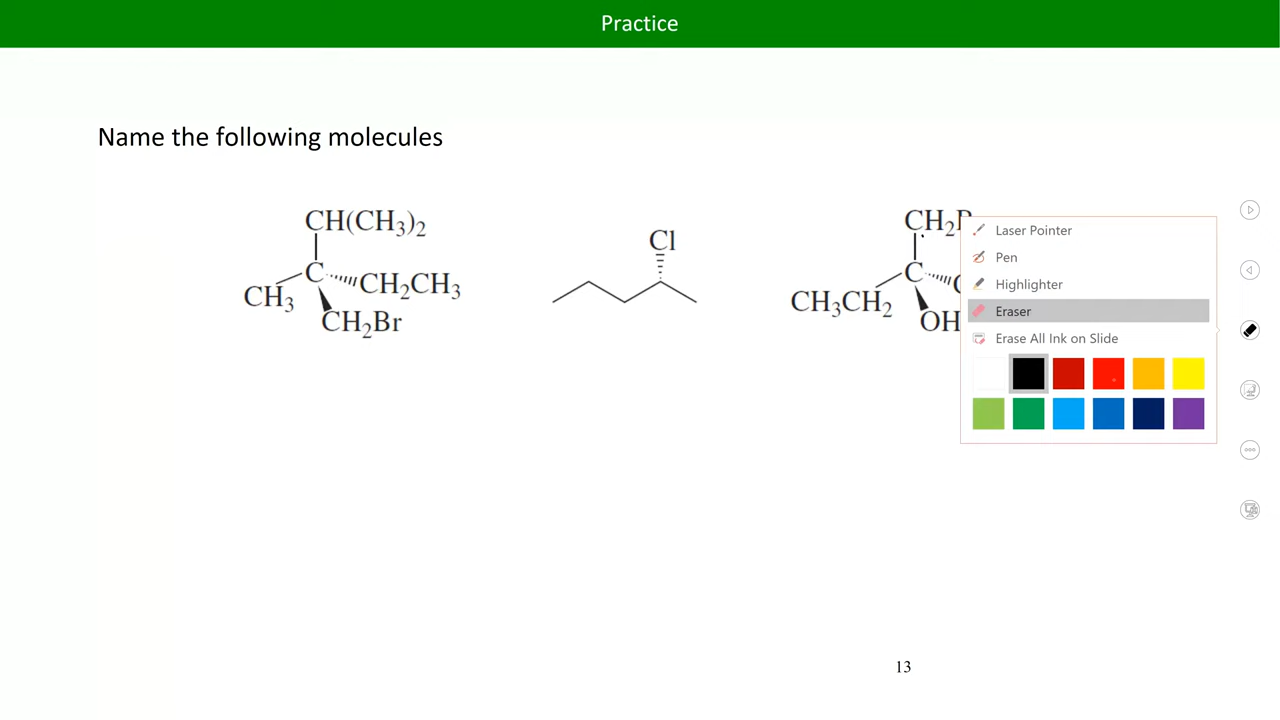 Practice
Name the following molecules
CH(CH₃)₂
C
CH₂CH₃
CH₃
CH₂Br
Cl
CH₂
C
CH₃CH₂
OH
Laser Pointer
Pen
Highlighter
Eraser
Erase All Ink on Slide
13